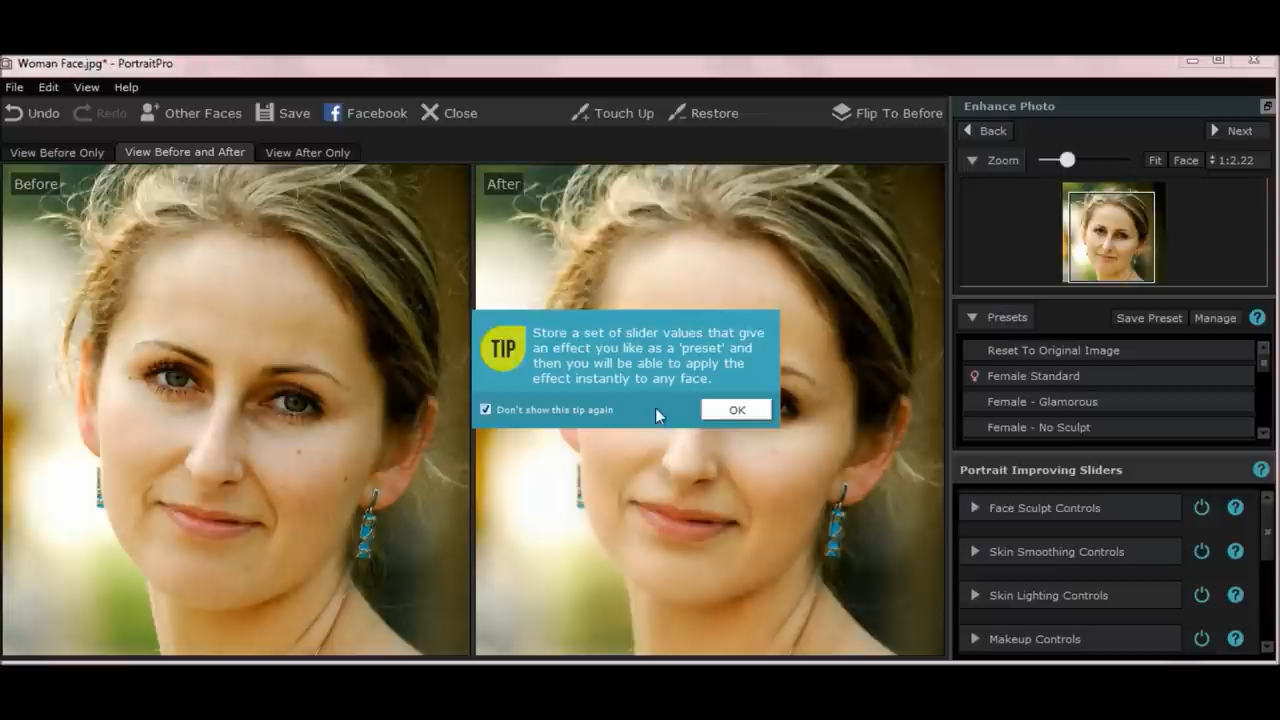 Woman Face.jpg* - PortraitPro
File Edit View Help
Undo Redo Other Faces Save Facebook Close Touch Up Restore Flip To Before
View Before Only View Before and After View After Only
Before
After
TIP
Store a set of slider values that give
an effect you like as a 'preset' and
then you will be able to apply the
effect instantly to any face.
Don't show this tip again
OK
Enhance Photo
Back Next
Zoom Fit Face 1:2.22
Presets Save Preset Manage ?
Reset To Original Image
Female Standard
Female - Glamorous
Female - No Sculpt
Portrait Improving Sliders ?
Face Sculpt Controls ?
Skin Smoothing Controls ?
Skin Lighting Controls ?
Makeup Controls ?